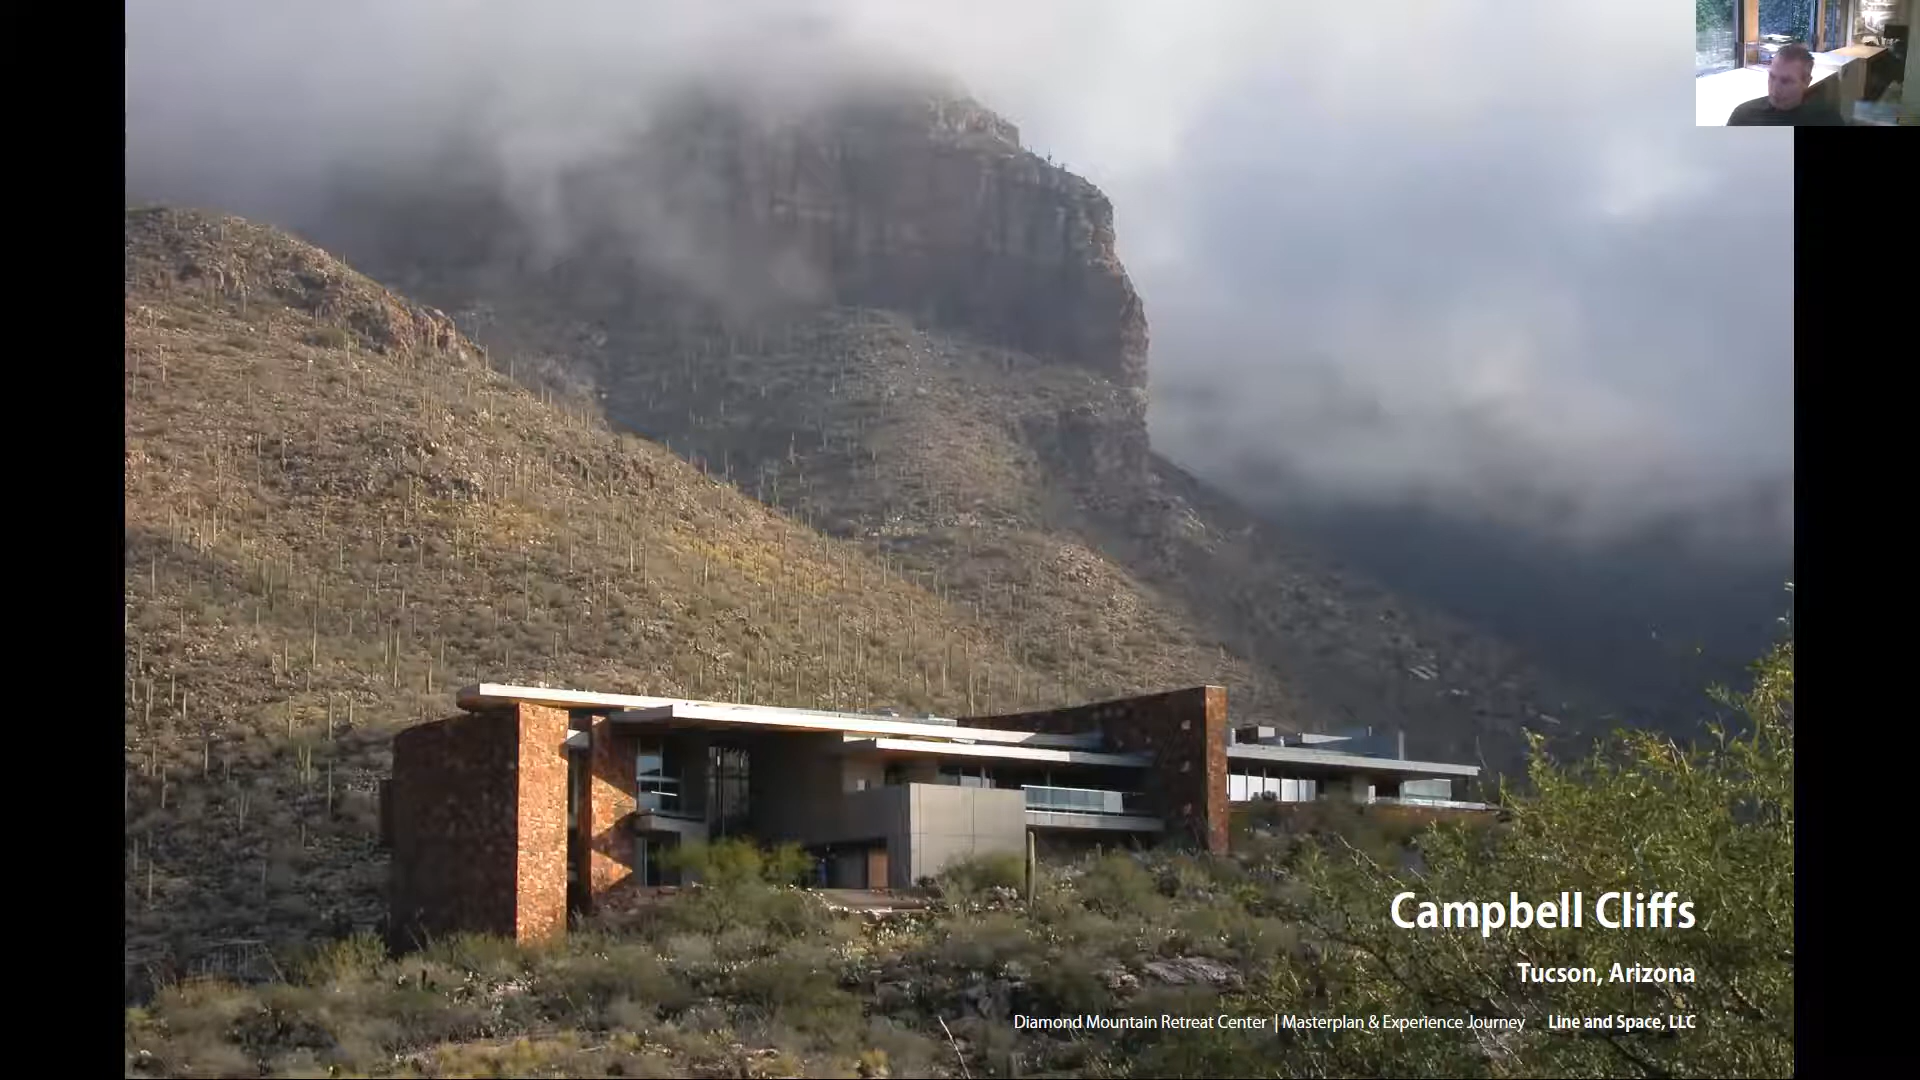 Campbell Cliffs
Tucson, Arizona
Diamond Mountain Retreat Center | Masterplan & Experience Journey Line and Space, LLC